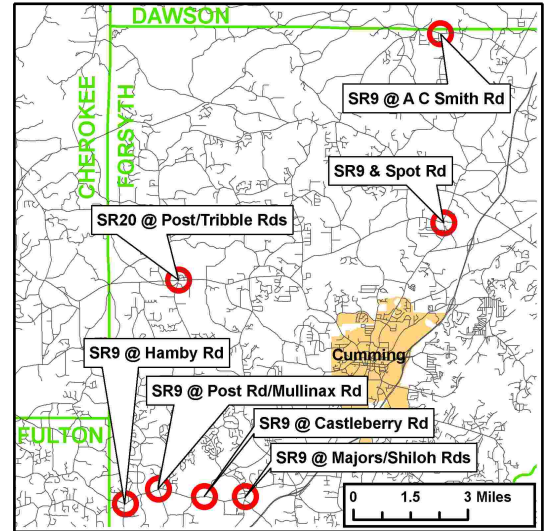 DAWSON
CHEROKEE
FORSYTH
SR9 @ A C Smith Rd
SR9 & Spot Rd
SR20 @ Post/Tribble Rds
Cumming
SR9 @ Hamby Rd
SR9 @ Post Rd/Mullinax Rd
FULTON
SR9 @ Castleberry Rd
SR9 @ Majors/Shiloh Rds
0 1.5 3 Miles